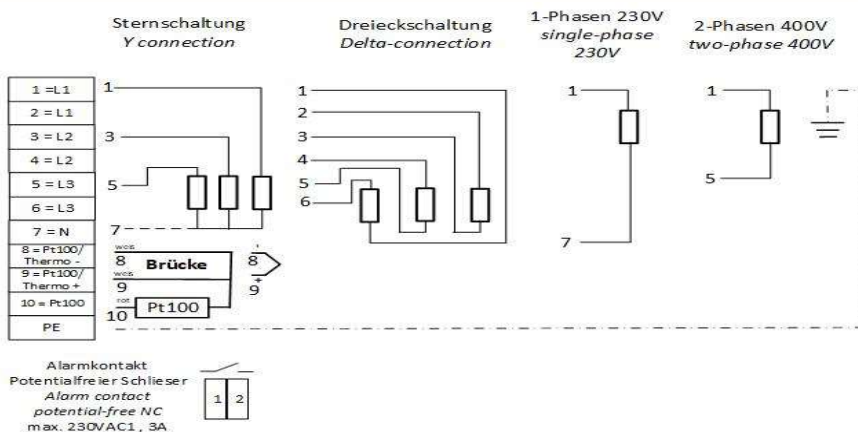 Sternschaltung
Y connection
Dreieckschaltung
Delta-connection
1-Phasen 230V
single-phase
230V
2-Phasen 400V
two-phase 400V
1 =L1
2 = L1
3 = L2
4 = L2
5 = L3
6 = L3
7 = N
8 = Pt100/
Thermo -
9 = Pt100/
Thermo +
10 = Pt100
PE
1
3
5
7
weis
8
Brücke
weis
9
rot
10
Pt100
-
8
+
9
1
2
3
4
5
6
1
7
1
5
Alarmkontakt
Potentialfreier Schlieser
Alarm contact
potential-free NC
max. 230VAC1, 3A
1 2